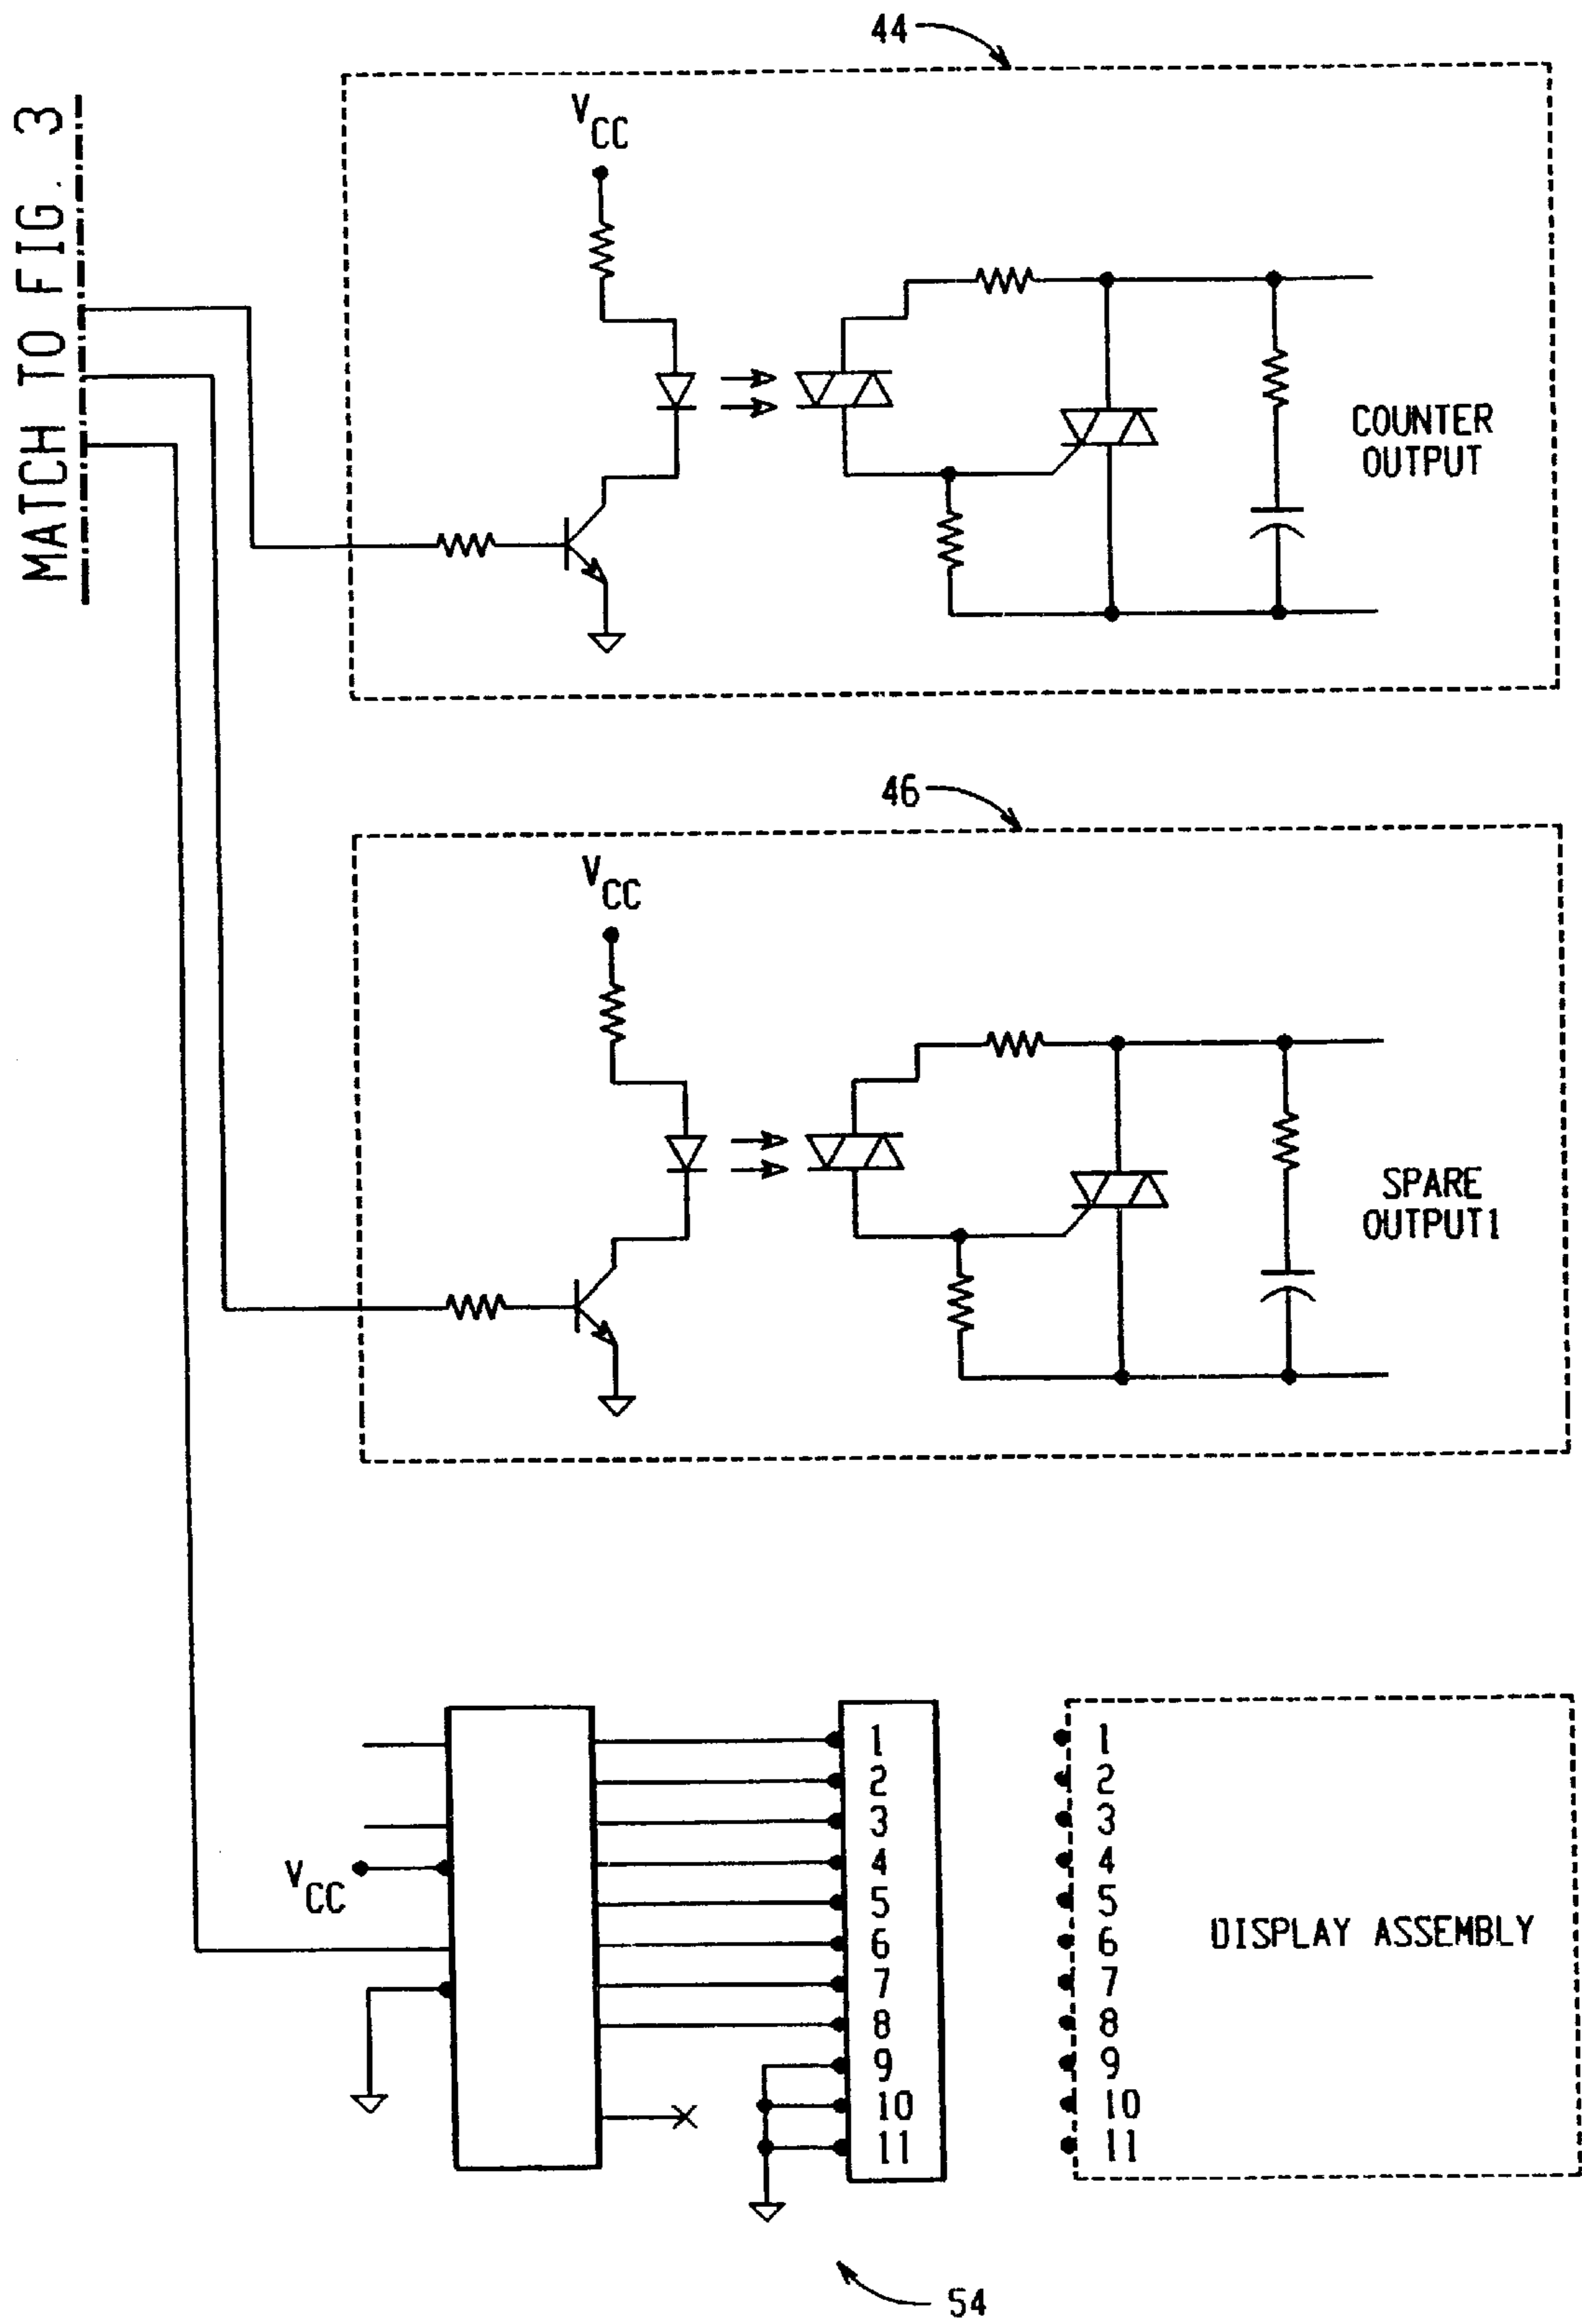 MATCH TO FIG. 3
44
VCC
COUNTER
OUTPUT
46
VCC
SPARE
OUTPUT1
VCC
1
2
3
4
5
6
7
8
9
10
11
1
2
3
4
5
6
7
8
9
10
11
DISPLAY ASSEMBLY
54